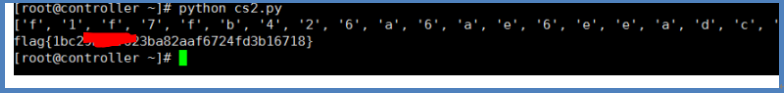 [root@controller ~]# python cs2.py
['f', '1', 'f', '7', 'f', 'b', '4', '2', '6', 'a', '6', 'a', 'e', '6', 'e', 'e', 'a', 'd', 'c',
flag{1bc2 23ba82aaf6724fd3b16718}
[root@controller ~]#